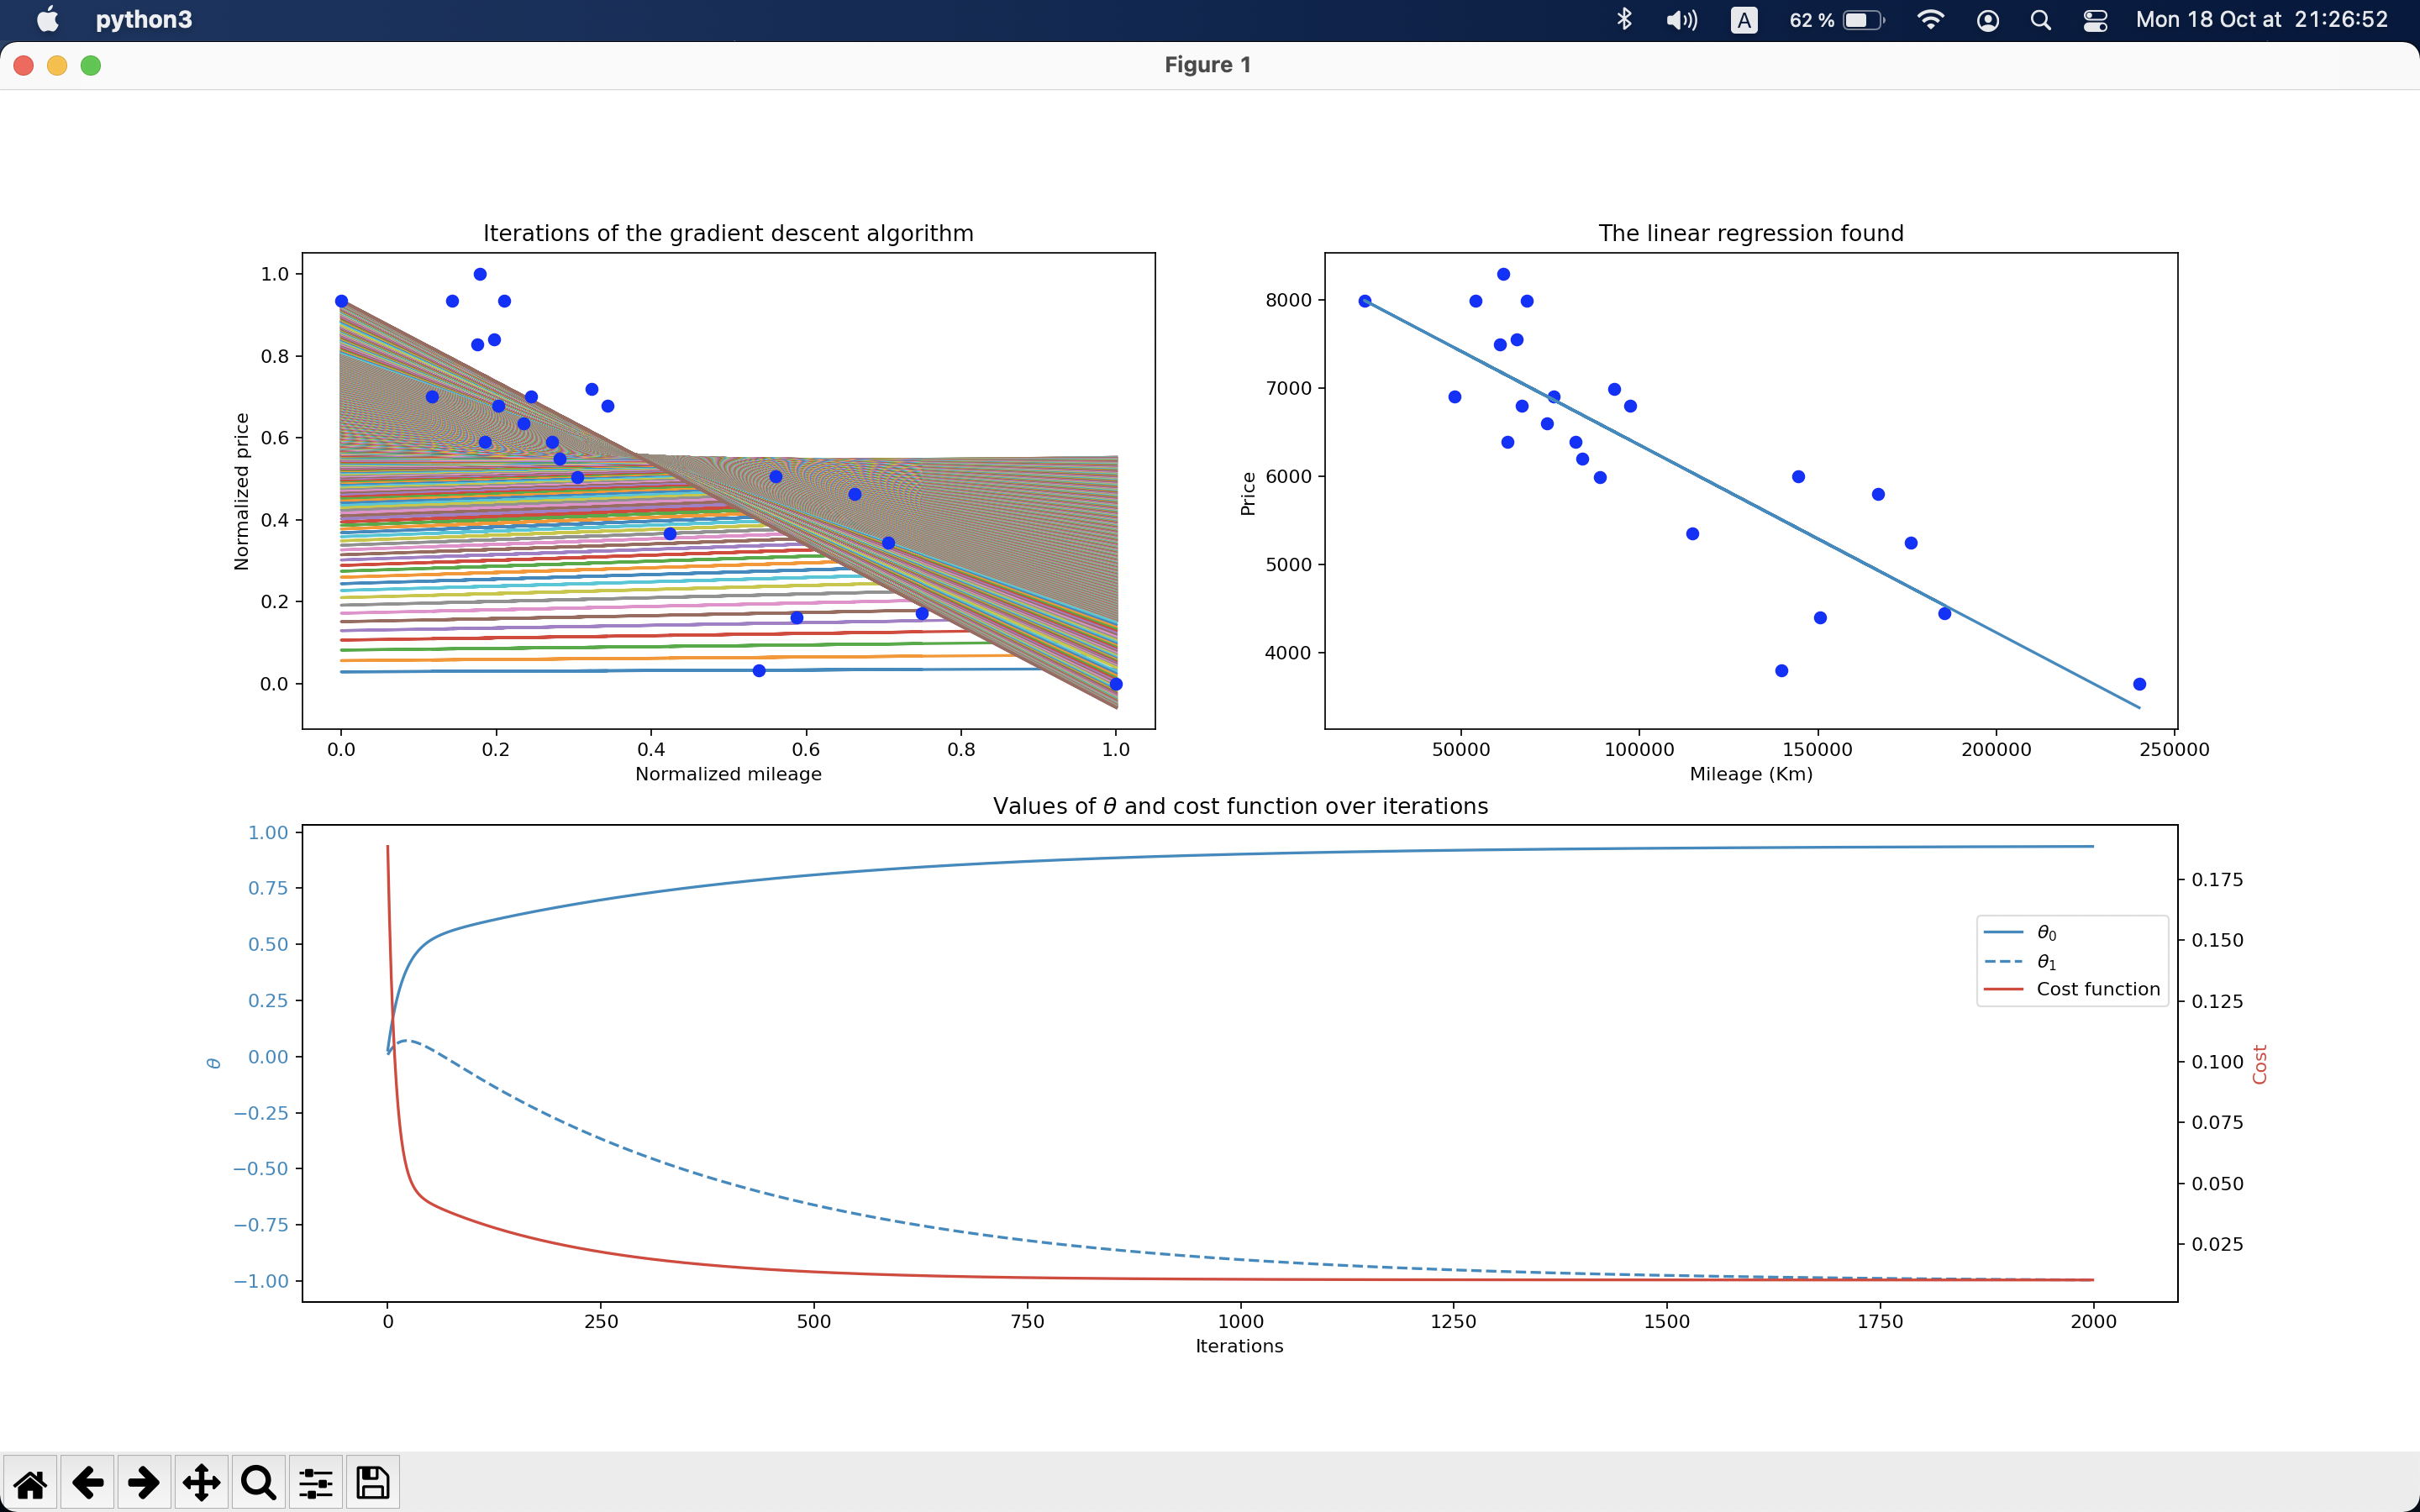 python3
A
62 %
Mon 18 Oct at 21:26:52
Figure 1
Iterations of the gradient descent algorithm
1.0
0.8
0.6
0.4
0.2
0.0
Normalized price
0.0 0.2 0.4 0.6 0.8 1.0
Normalized mileage
The linear regression found
8000
7000
6000
5000
4000
Price
50000 100000 150000 200000 250000
Mileage (Km)
Values of θ and cost function over iterations
1.00
0.75
0.50
0.25
0.00
−0.25
−0.50
−0.75
−1.00
θ
θ0
θ1
Cost function
0.175
0.150
0.125
0.100
0.075
0.050
0.025
Cost
0 250 500 750 1000 1250 1500 1750 2000
Iterations